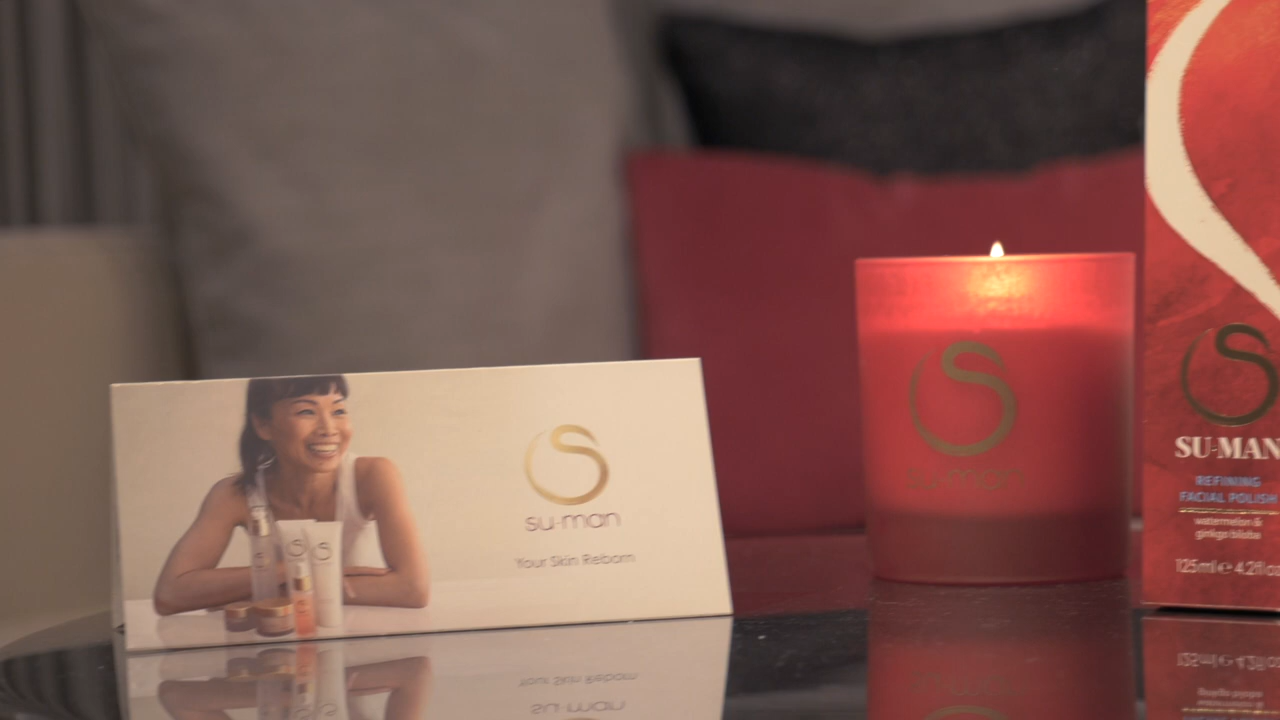 su-man
Your Skin Reborn
su-man
SU-MAN
REFINING
FACIAL POLISH
watermelon &
ginkgo biloba
125ml e 4.2fl oz